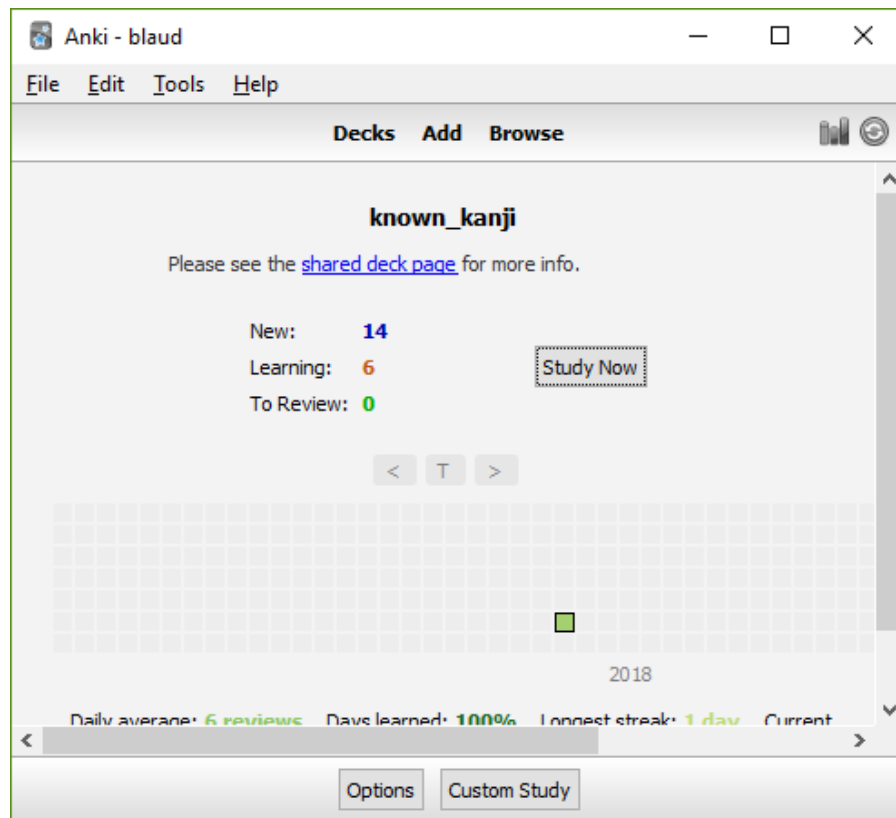 Anki - blaud
File Edit Tools Help
Decks Add Browse
known_kanji
Please see the shared deck page for more info.
New: 14
Learning: 6
Study Now
To Review: 0
< T >
2018
Daily average: 6 reviews Days learned: 100% Longest streak: 1 day Current
Options Custom Study